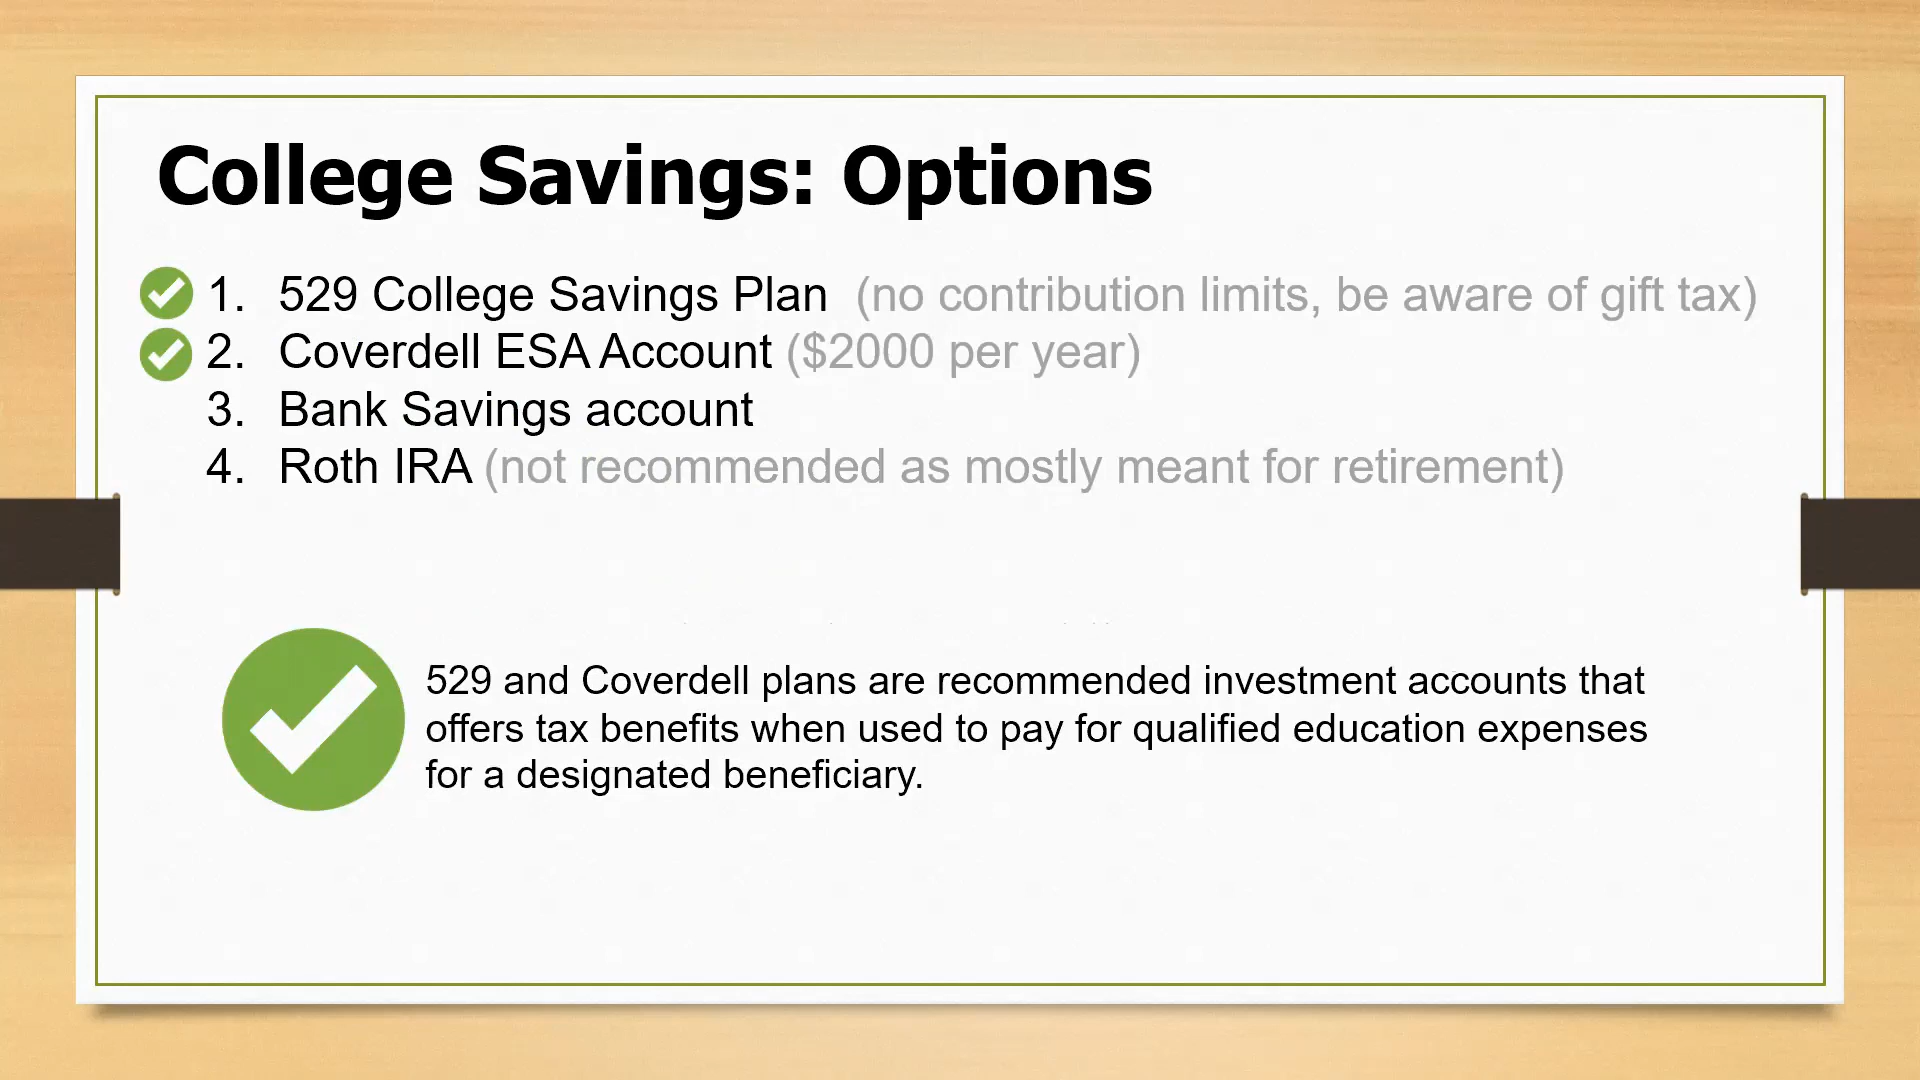 College Savings: Options
1. 529 College Savings Plan (no contribution limits, be aware of gift tax)
2. Coverdell ESA Account ($2000 per year)
3. Bank Savings account
4. Roth IRA (not recommended as mostly meant for retirement)
529 and Coverdell plans are recommended investment accounts that
offers tax benefits when used to pay for qualified education expenses
for a designated beneficiary.